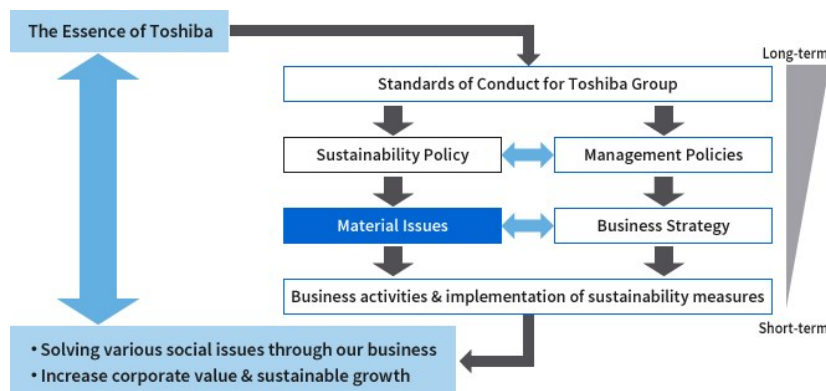 The Essence of Toshiba
Long-term
Standards of Conduct for Toshiba Group
Sustainability Policy
Management Policies
Material Issues
Business Strategy
Business activities & implementation of sustainability measures
Short-term
• Solving various social issues through our business
• Increase corporate value & sustainable growth